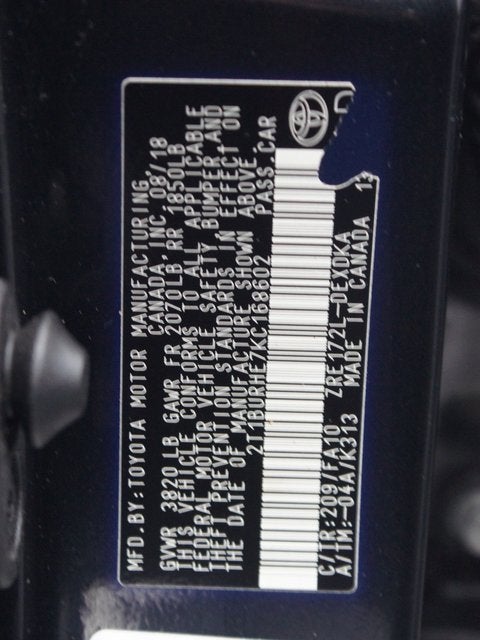 MFD.BY:TOYOTA MOTOR MANUFACTURING
CANADA, INC. 08/18
GVWR 3820LB GAWR FR 2070LB RR 1850LB
THIS VEHICLE CONFORMS TO ALL APPLICABLE
FEDERAL MOTOR VEHICLE SAFETY BUMPER AND
THEFT PREVENTION STANDARDS IN EFFECT ON
THE DATE OF MANUFACTURE SHOWN ABOVE.
2T1BURHE7KC168602 PASS.CAR
C/TR:209/FA10 ZRE172L-DEXDKA
A/TM:-04A/K313 MADE IN CANADA 13